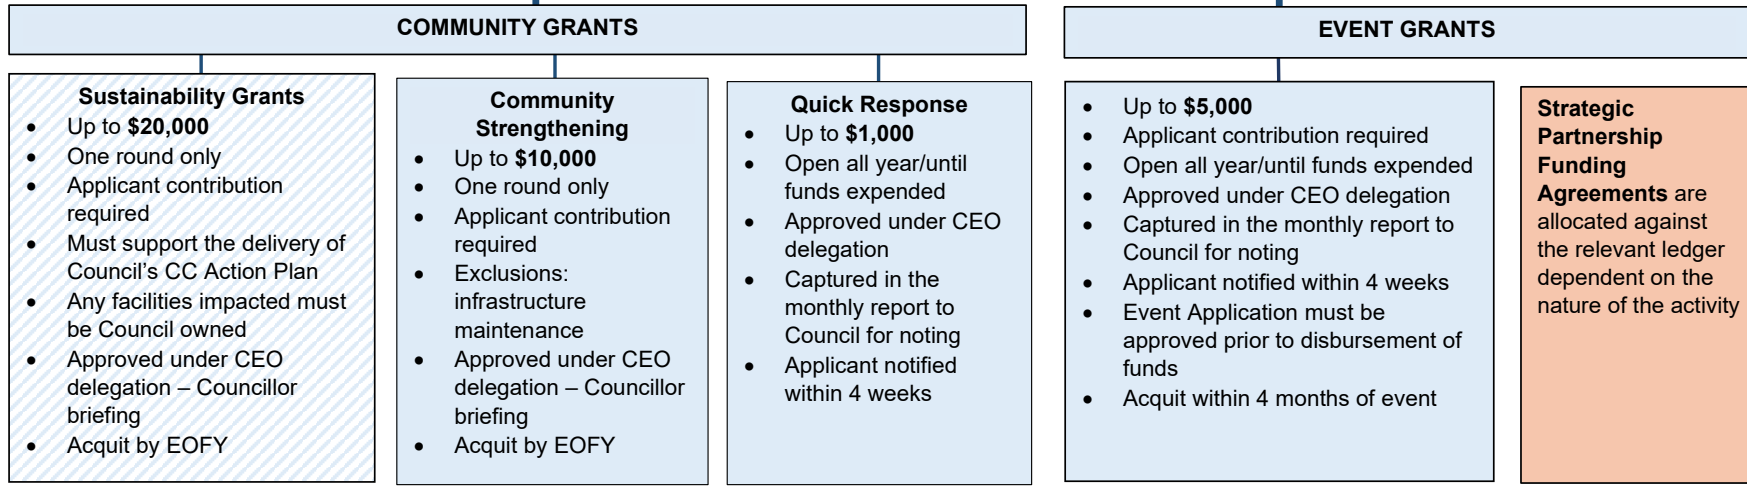 COMMUNITY GRANTS
Sustainability Grants
• Up to $20,000
• One round only
• Applicant contribution
required
• Must support the delivery of
Council's CC Action Plan
• Any facilities impacted must
be Council owned
• Approved under CEO
delegation – Councillor
briefing
• Acquit by EOFY
Community
Strengthening
• Up to $10,000
• One round only
• Applicant contribution
required
• Exclusions:
infrastructure
maintenance
• Approved under CEO
delegation – Councillor
briefing
• Acquit by EOFY
Quick Response
• Up to $1,000
• Open all year/until
funds expended
• Approved under CEO
delegation
• Captured in the
monthly report to
Council for noting
• Applicant notified
within 4 weeks
EVENT GRANTS
• Up to $5,000
• Applicant contribution required
• Open all year/until funds expended
• Approved under CEO delegation
• Captured in the monthly report to
Council for noting
• Applicant notified within 4 weeks
• Event Application must be
approved prior to disbursement of
funds
• Acquit within 4 months of event
Strategic
Partnership
Funding
Agreements are
allocated against
the relevant ledger
dependent on the
nature of the activity